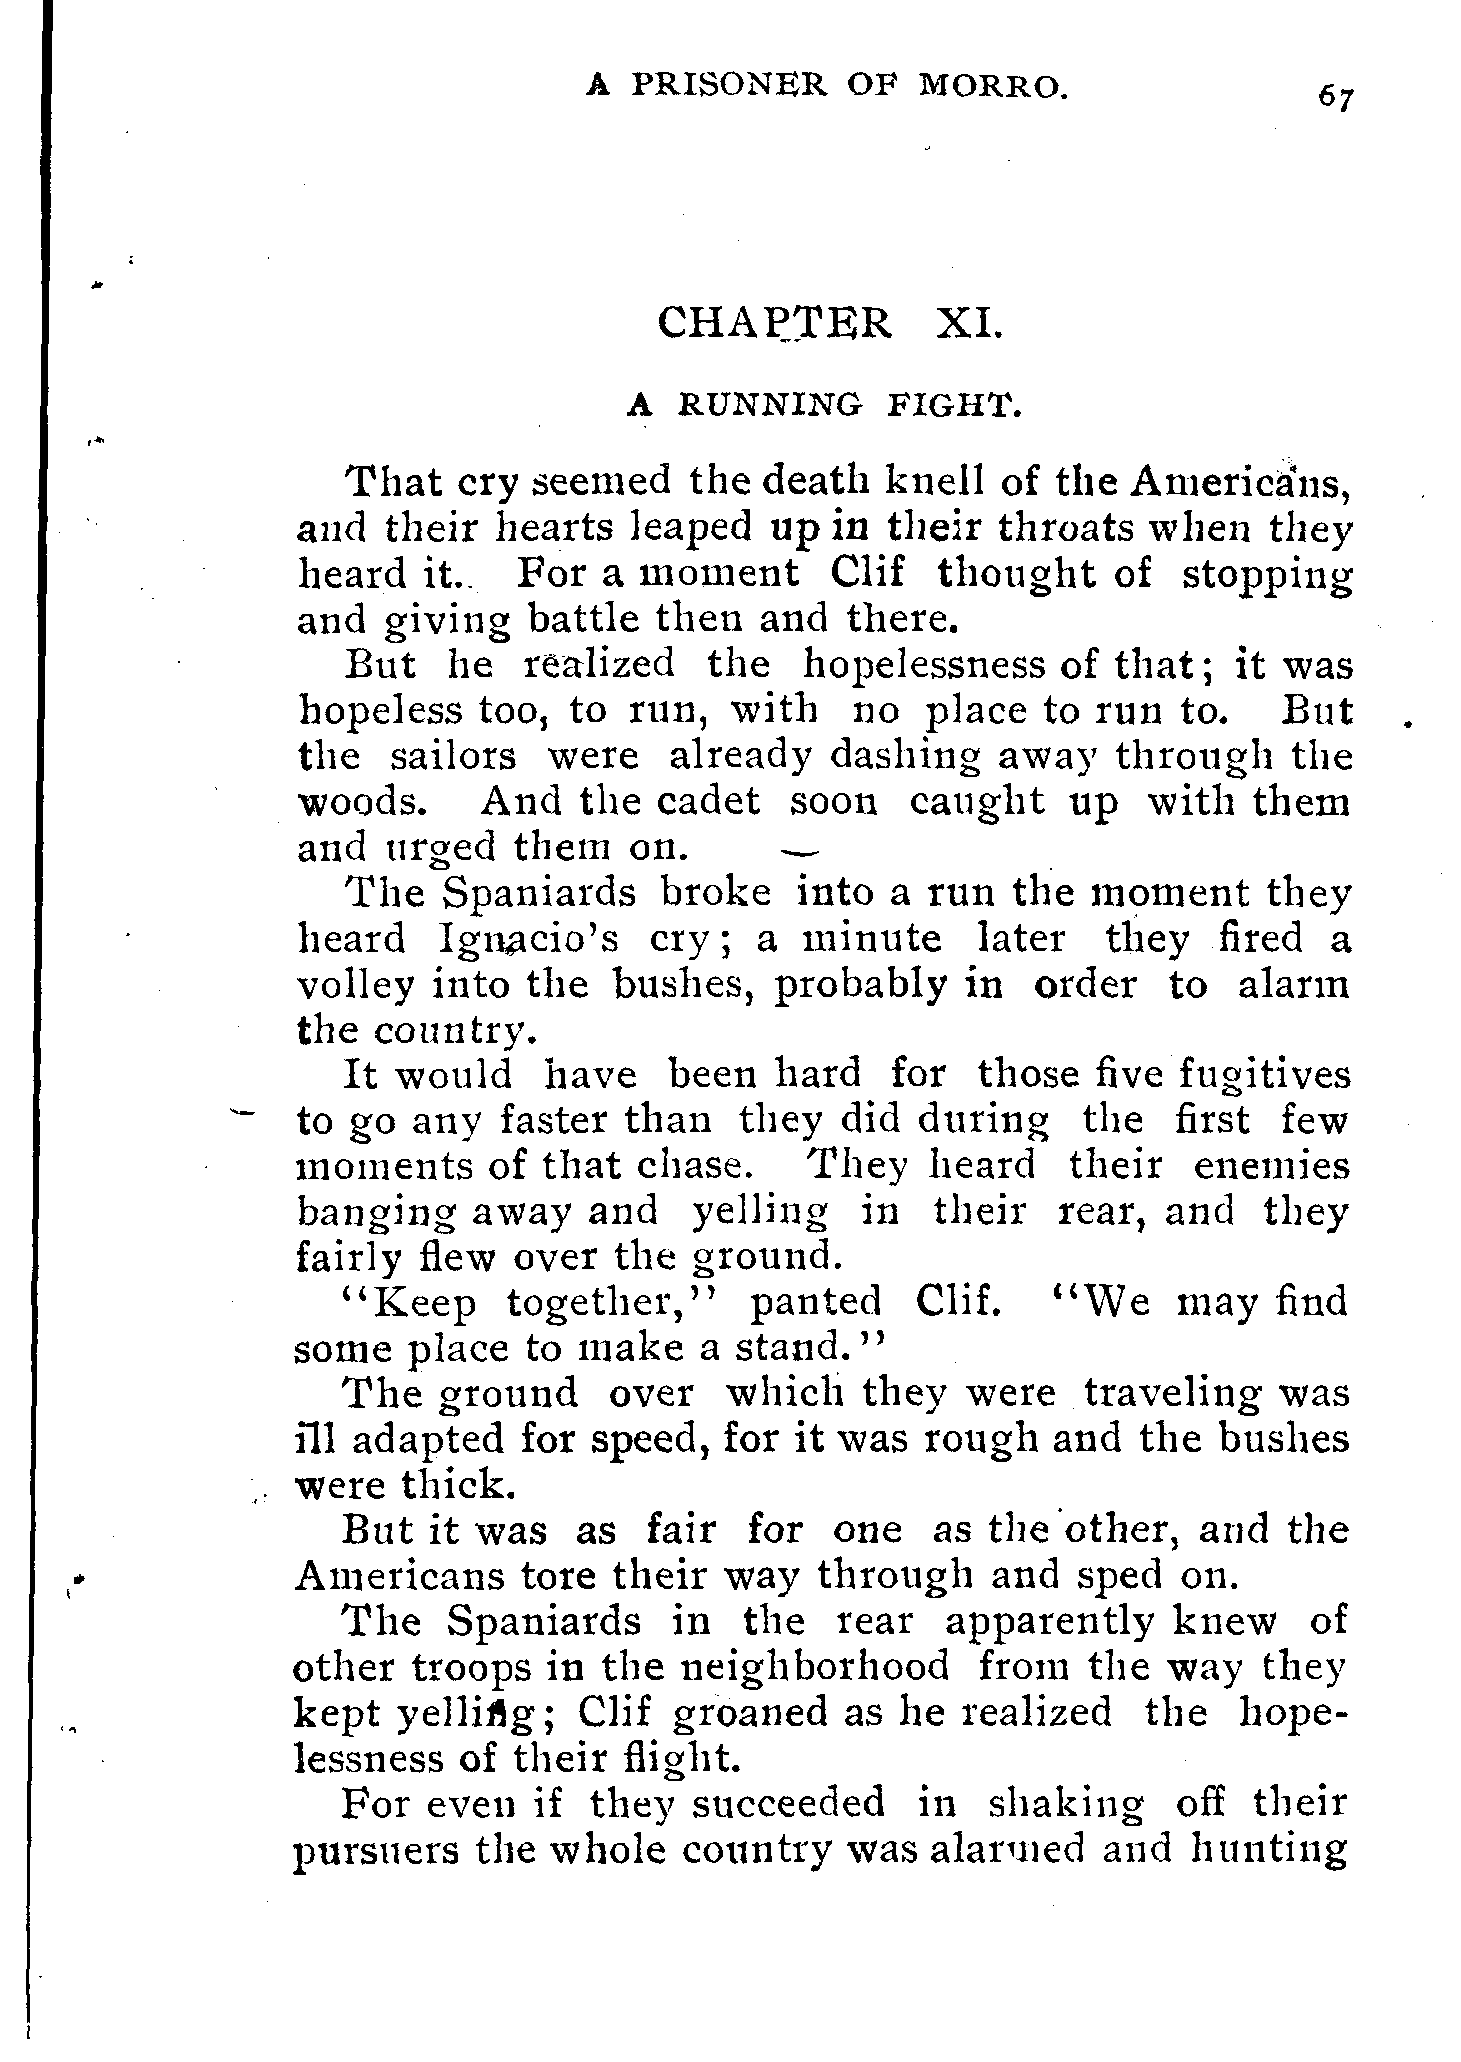 A PRISONER OF MORRO. 67
CHAPTER XI.
A RUNNING FIGHT.
That cry seemed the death knell of the Americans,
and their hearts leaped up in their throats when they
heard it. For a moment Clif thought of stopping
and giving battle then and there.
But he realized the hopelessness of that; it was
hopeless too, to run, with no place to run to. But
the sailors were already dashing away through the
woods. And the cadet soon caught up with them
and urged them on.
The Spaniards broke into a run the moment they
heard Ignacio's cry; a minute later they fired a
volley into the bushes, probably in order to alarm
the country.
It would have been hard for those five fugitives
to go any faster than they did during the first few
moments of that chase. They heard their enemies
banging away and yelling in their rear, and they
fairly flew over the ground.
"Keep together," panted Clif. "We may find
some place to make a stand."
The ground over which they were traveling was
ill adapted for speed, for it was rough and the bushes
were thick.
But it was as fair for one as the other, and the
Americans tore their way through and sped on.
The Spaniards in the rear apparently knew of
other troops in the neighborhood from the way they
kept yelling; Clif groaned as he realized the hope-
lessness of their flight.
For even if they succeeded in shaking off their
pursuers the whole country was alarmed and hunting